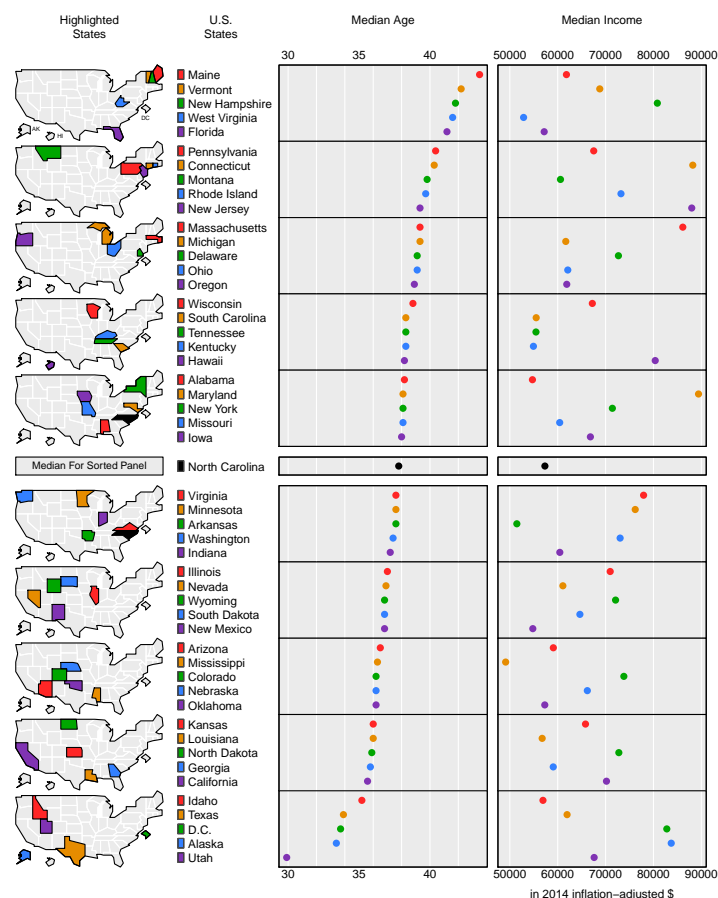 Highlighted
States
U.S.
States
Median Age
Median Income
30 40
50000 60000 70000 80000 90000
Maine
Vermont
New Hampshire
West Virginia
Florida
AK
HI
DC
Pennsylvania
Connecticut
Montana
Rhode Island
New Jersey
Massachusetts
Michigan
Delaware
Ohio
Oregon
Wisconsin
South Carolina
Tennessee
Kentucky
Hawaii
Alabama
Maryland
New York
Missouri
Iowa
Median For Sorted Panel
North Carolina
Virginia
Minnesota
Arkansas
Washington
Indiana
Illinois
Nevada
Wyoming
South Dakota
New Mexico
Arizona
Mississippi
Colorado
Nebraska
Oklahoma
Kansas
Louisiana
North Dakota
Georgia
California
Idaho
Texas
D.C.
Alaska
Utah
30 40
50000 60000 70000 80000 90000
in 2014 inflation−adjusted $